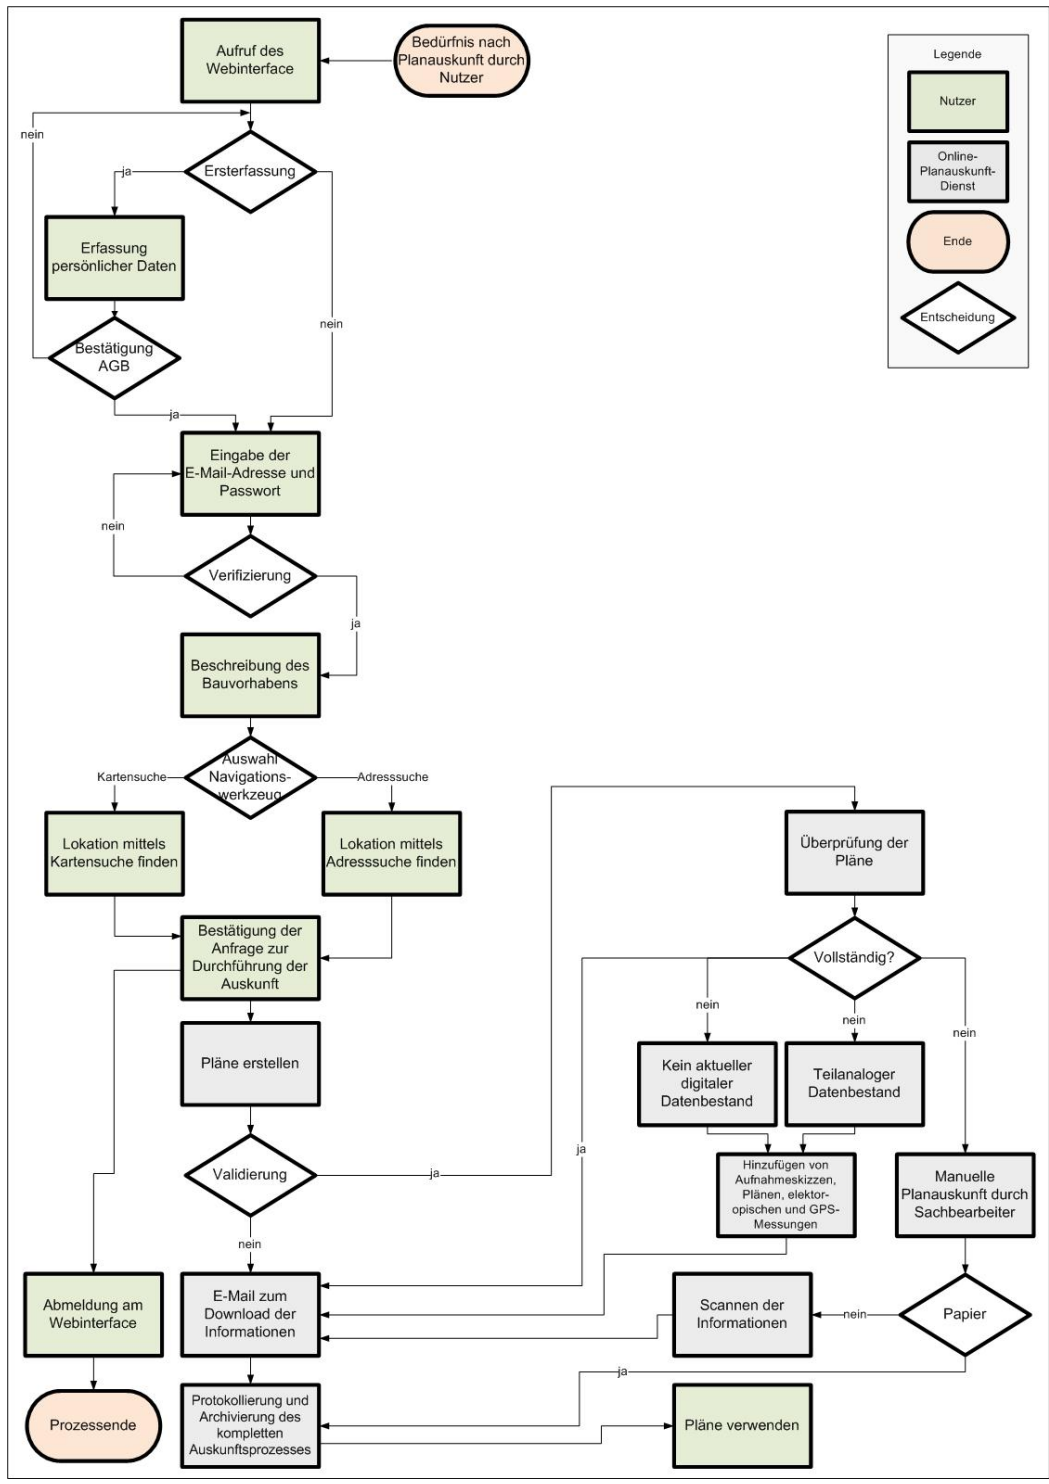 Aufruf des
Webinterface
Bedürfnis nach
Planauskunft durch
Nutzer
Legende
Nutzer
Online-
Planauskunft-
Dienst
Ende
Entscheidung
nein
Ersterfassung
ja
Erfassung
persönlicher Daten
nein
Bestätigung
AGB
ja
Eingabe der
E-Mail-Adresse und
Passwort
nein
Verifizierung
ja
Beschreibung des
Bauvorhabens
Auswahl
Navigations-
werkzeug
Kartensuche
Adresssuche
Lokation mittels
Kartensuche finden
Lokation mittels
Adresssuche finden
Überprüfung der
Pläne
Bestätigung der
Anfrage zur
Durchführung der
Auskunft
Vollständig?
nein
nein
nein
Pläne erstellen
Kein aktueller
digitaler
Datenbestand
Teilanaloger
Datenbestand
Validierung
ja
ja
Hinzufügen von
Aufnahmeskizzen,
Plänen, elektor-
opischen und GPS-
Messungen
Manuelle
Planauskunft durch
Sachbearbeiter
nein
Abmeldung am
Webinterface
E-Mail zum
Download der
Informationen
Scannen der
Informationen
nein
Papier
ja
Prozessende
Protokollierung und
Archivierung des
kompletten
Auskunftsprozesses
Pläne verwenden